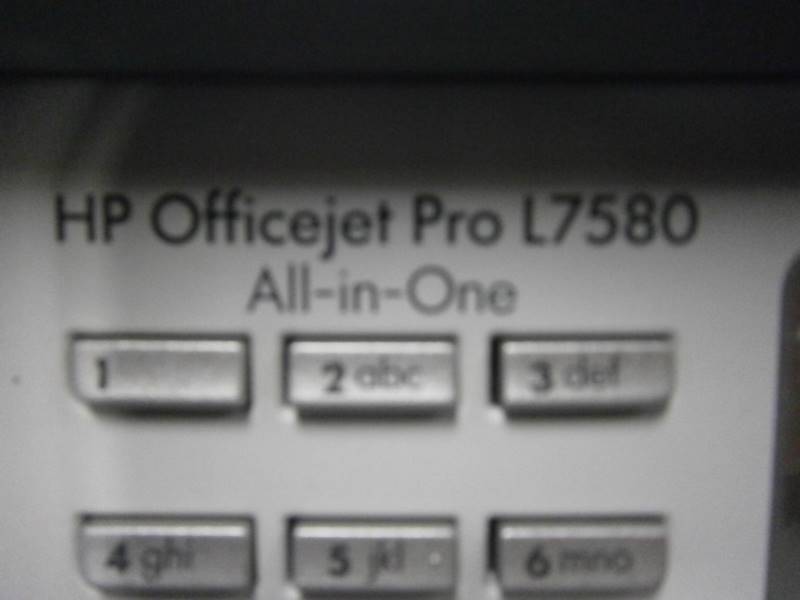 HP Officejet Pro L7580
All-in-One
1 2 abc 3 def
4 ghi 5 jkl 6 mno